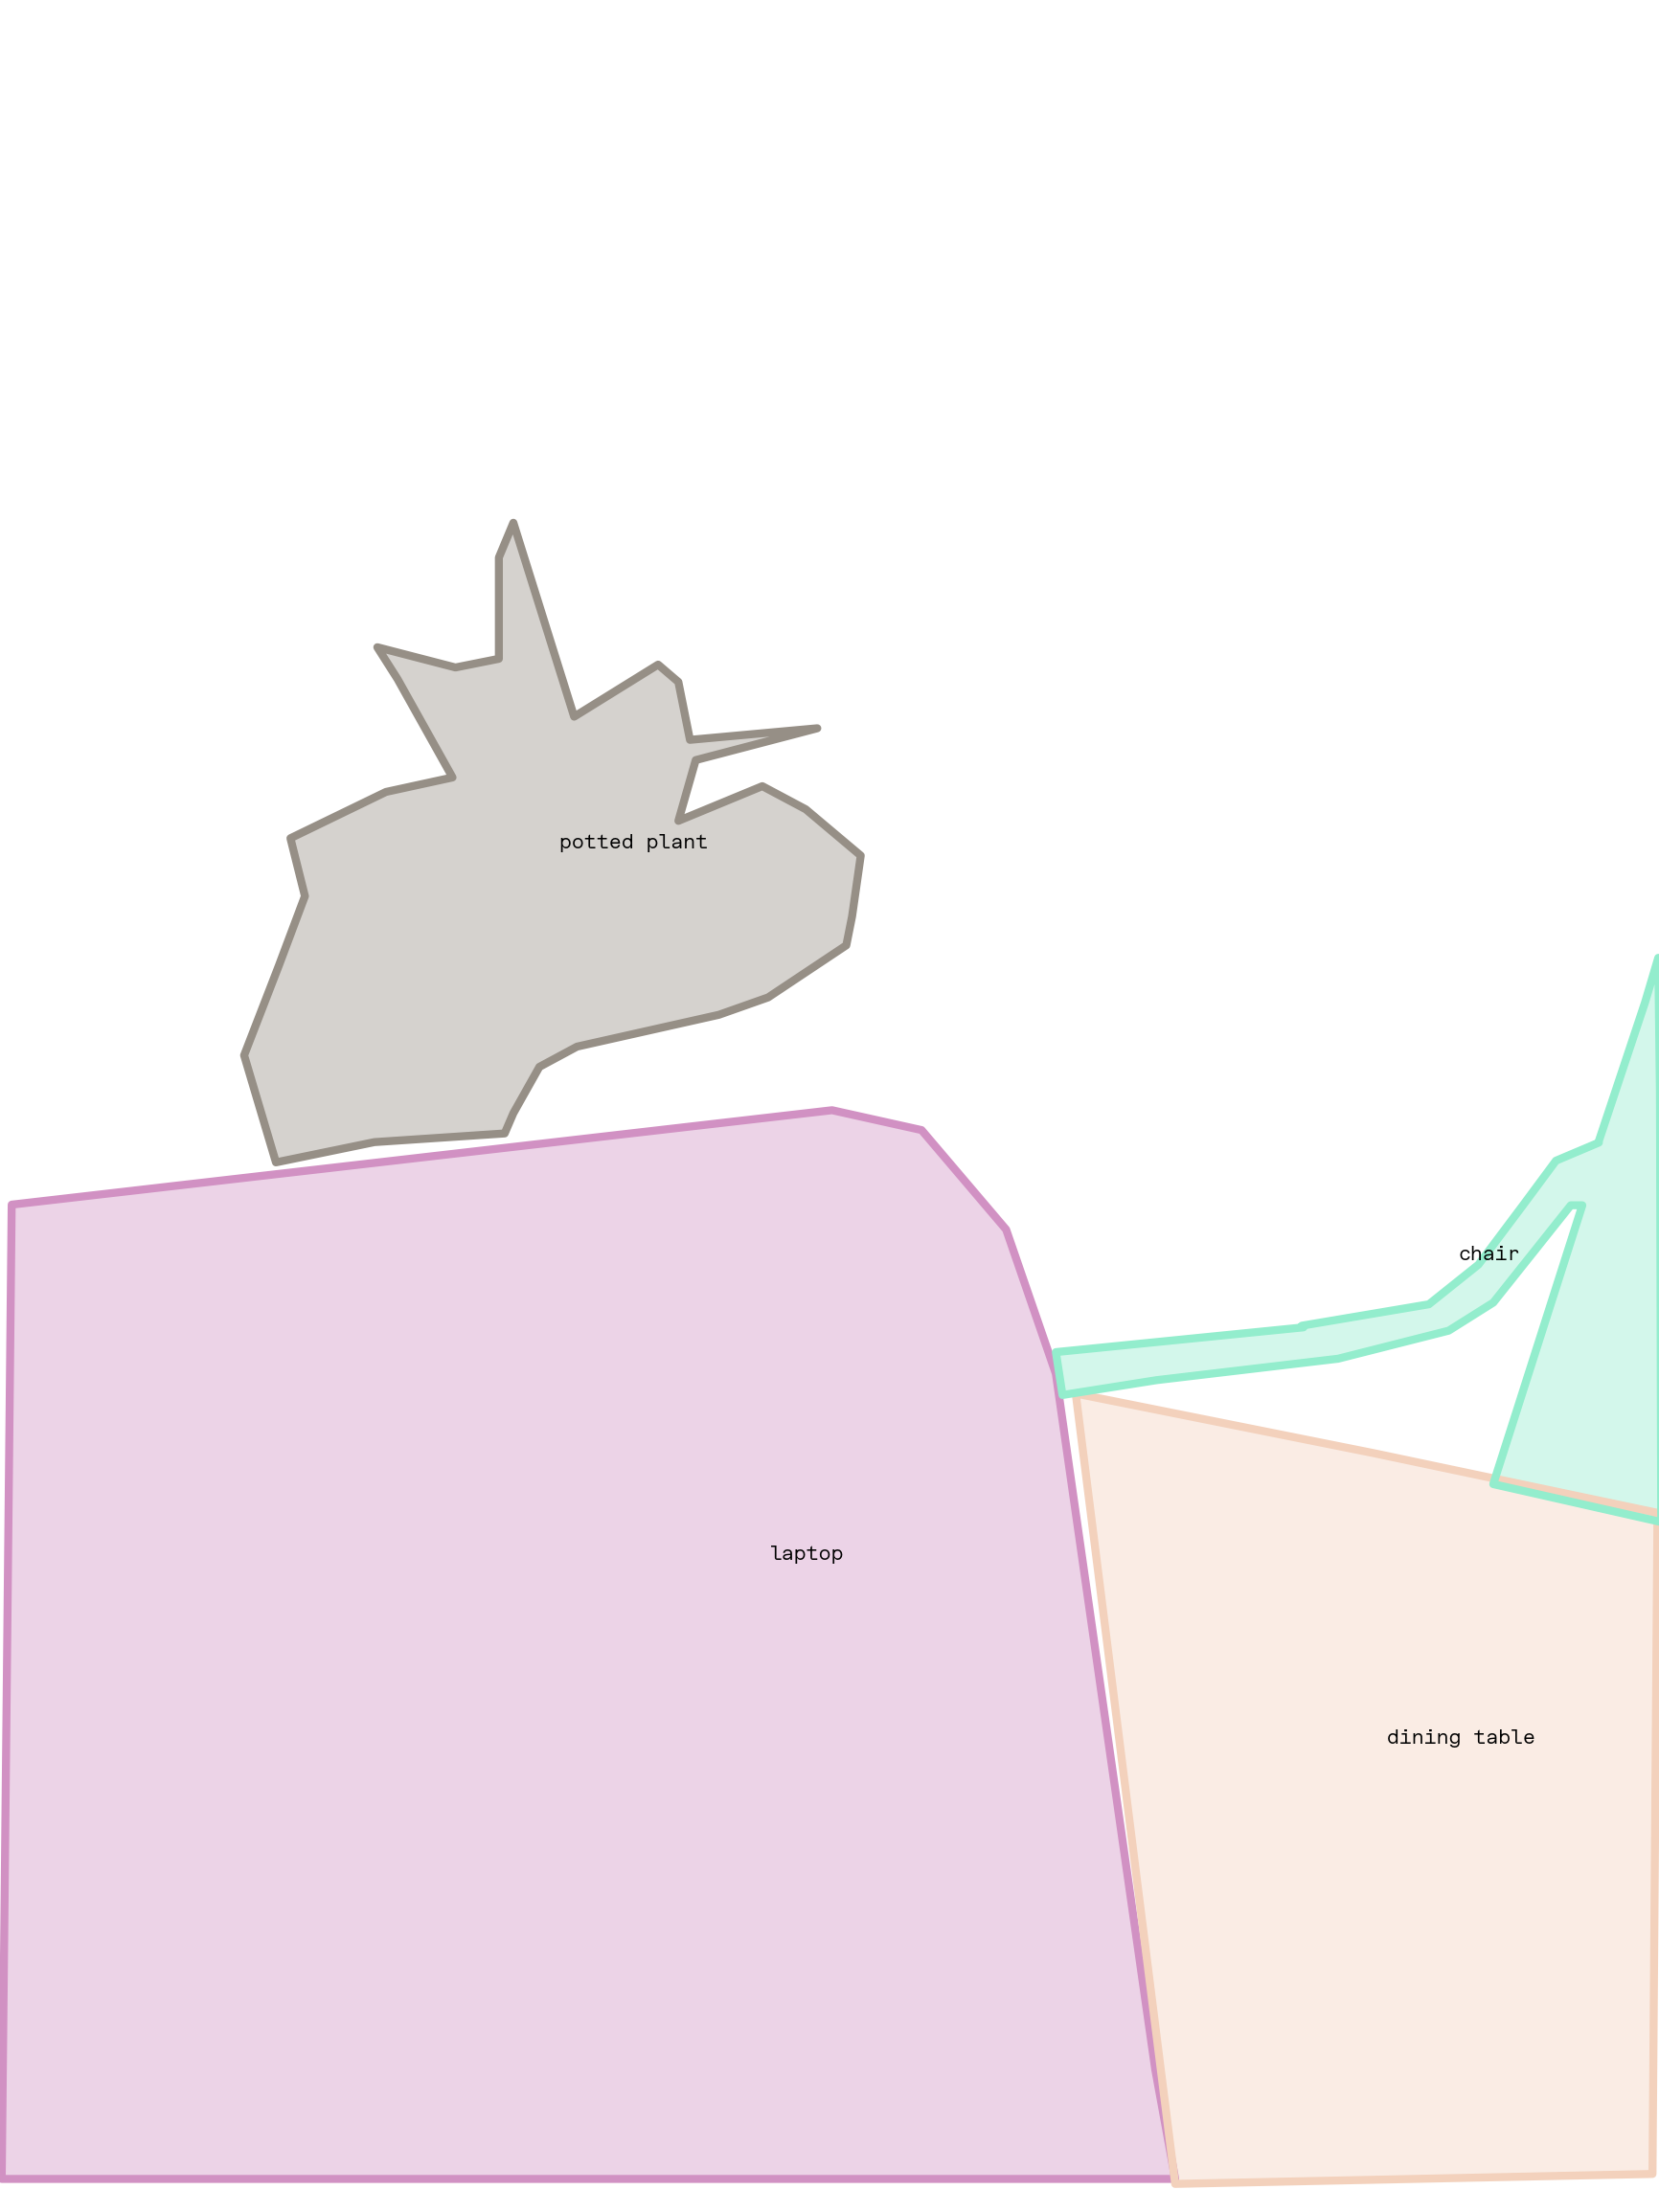 potted plant
chair
laptop
dining table